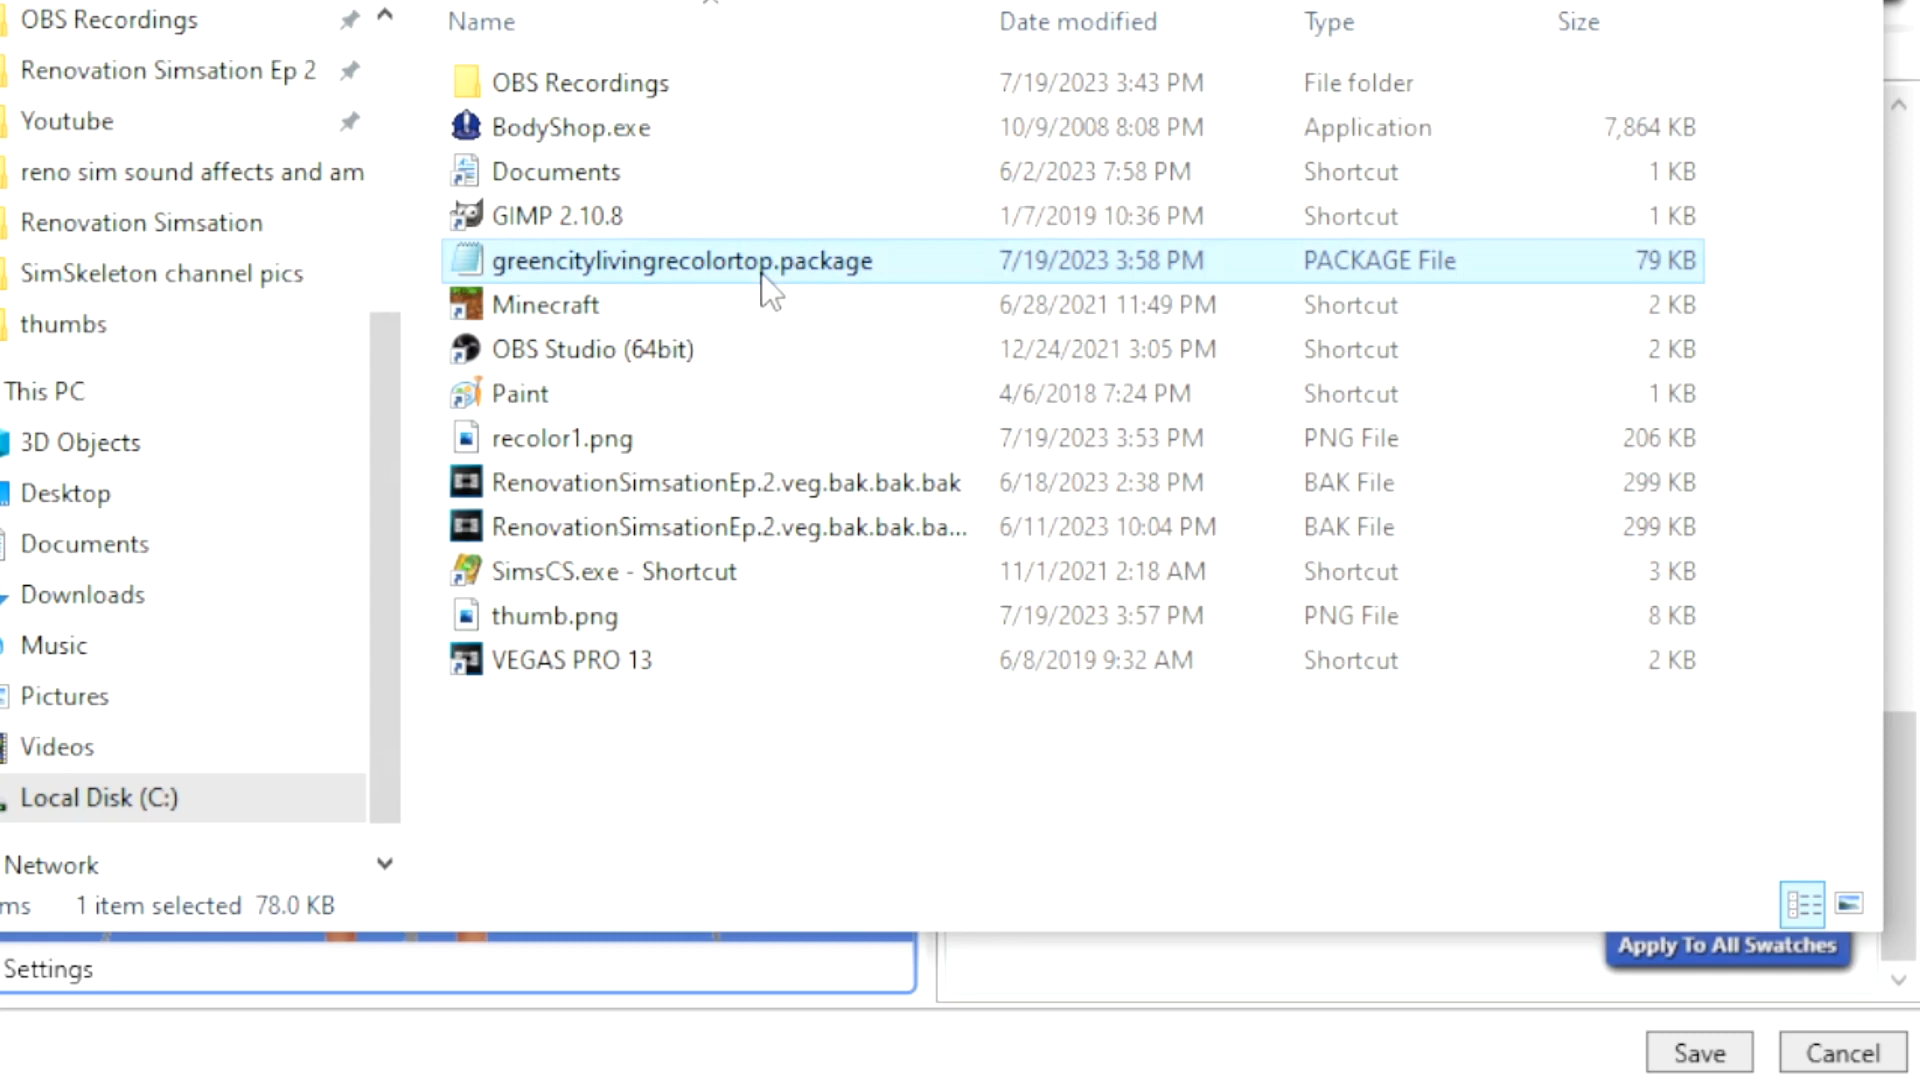 OBS Recordings
Renovation Simsation Ep 2
Youtube
reno sim sound affects and am
Renovation Simsation
SimSkeleton channel pics
thumbs
This PC
3D Objects
Desktop
Documents
Downloads
Music
Pictures
Videos
Local Disk (C:)
Network
ms 1 item selected 78.0 KB
Name Date modified Type Size
OBS Recordings 7/19/2023 3:43 PM File folder
BodyShop.exe 10/9/2008 8:08 PM Application 7,864 KB
Documents 6/2/2023 7:58 PM Shortcut 1 KB
GIMP 2.10.8 1/7/2019 10:36 PM Shortcut 1 KB
greencitylivingrecolortop.package 7/19/2023 3:58 PM PACKAGE File 79 KB
Minecraft 6/28/2021 11:49 PM Shortcut 2 KB
OBS Studio (64bit) 12/24/2021 3:05 PM Shortcut 2 KB
Paint 4/6/2018 7:24 PM Shortcut 1 KB
recolor1.png 7/19/2023 3:53 PM PNG File 206 KB
RenovationSimsationEp.2.veg.bak.bak.bak 6/18/2023 2:38 PM BAK File 299 KB
RenovationSimsationEp.2.veg.bak.bak.ba... 6/11/2023 10:04 PM BAK File 299 KB
SimsCS.exe - Shortcut 11/1/2021 2:18 AM Shortcut 3 KB
thumb.png 7/19/2023 3:57 PM PNG File 8 KB
VEGAS PRO 13 6/8/2019 9:32 AM Shortcut 2 KB
Apply To All Swatches
Settings
Save Cancel